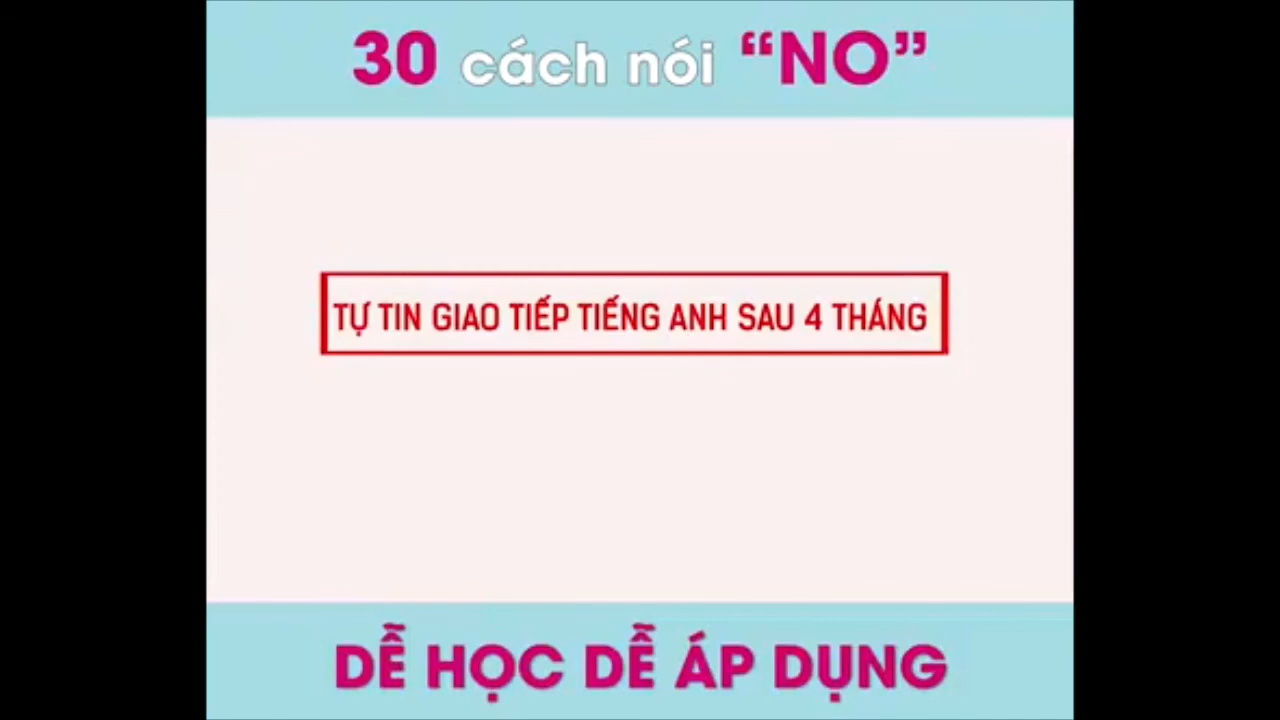 30 cách nói “NO”
TỰ TIN GIAO TIẾP TIẾNG ANH SAU 4 THÁNG
DỄ HỌC DỄ ÁP DỤNG